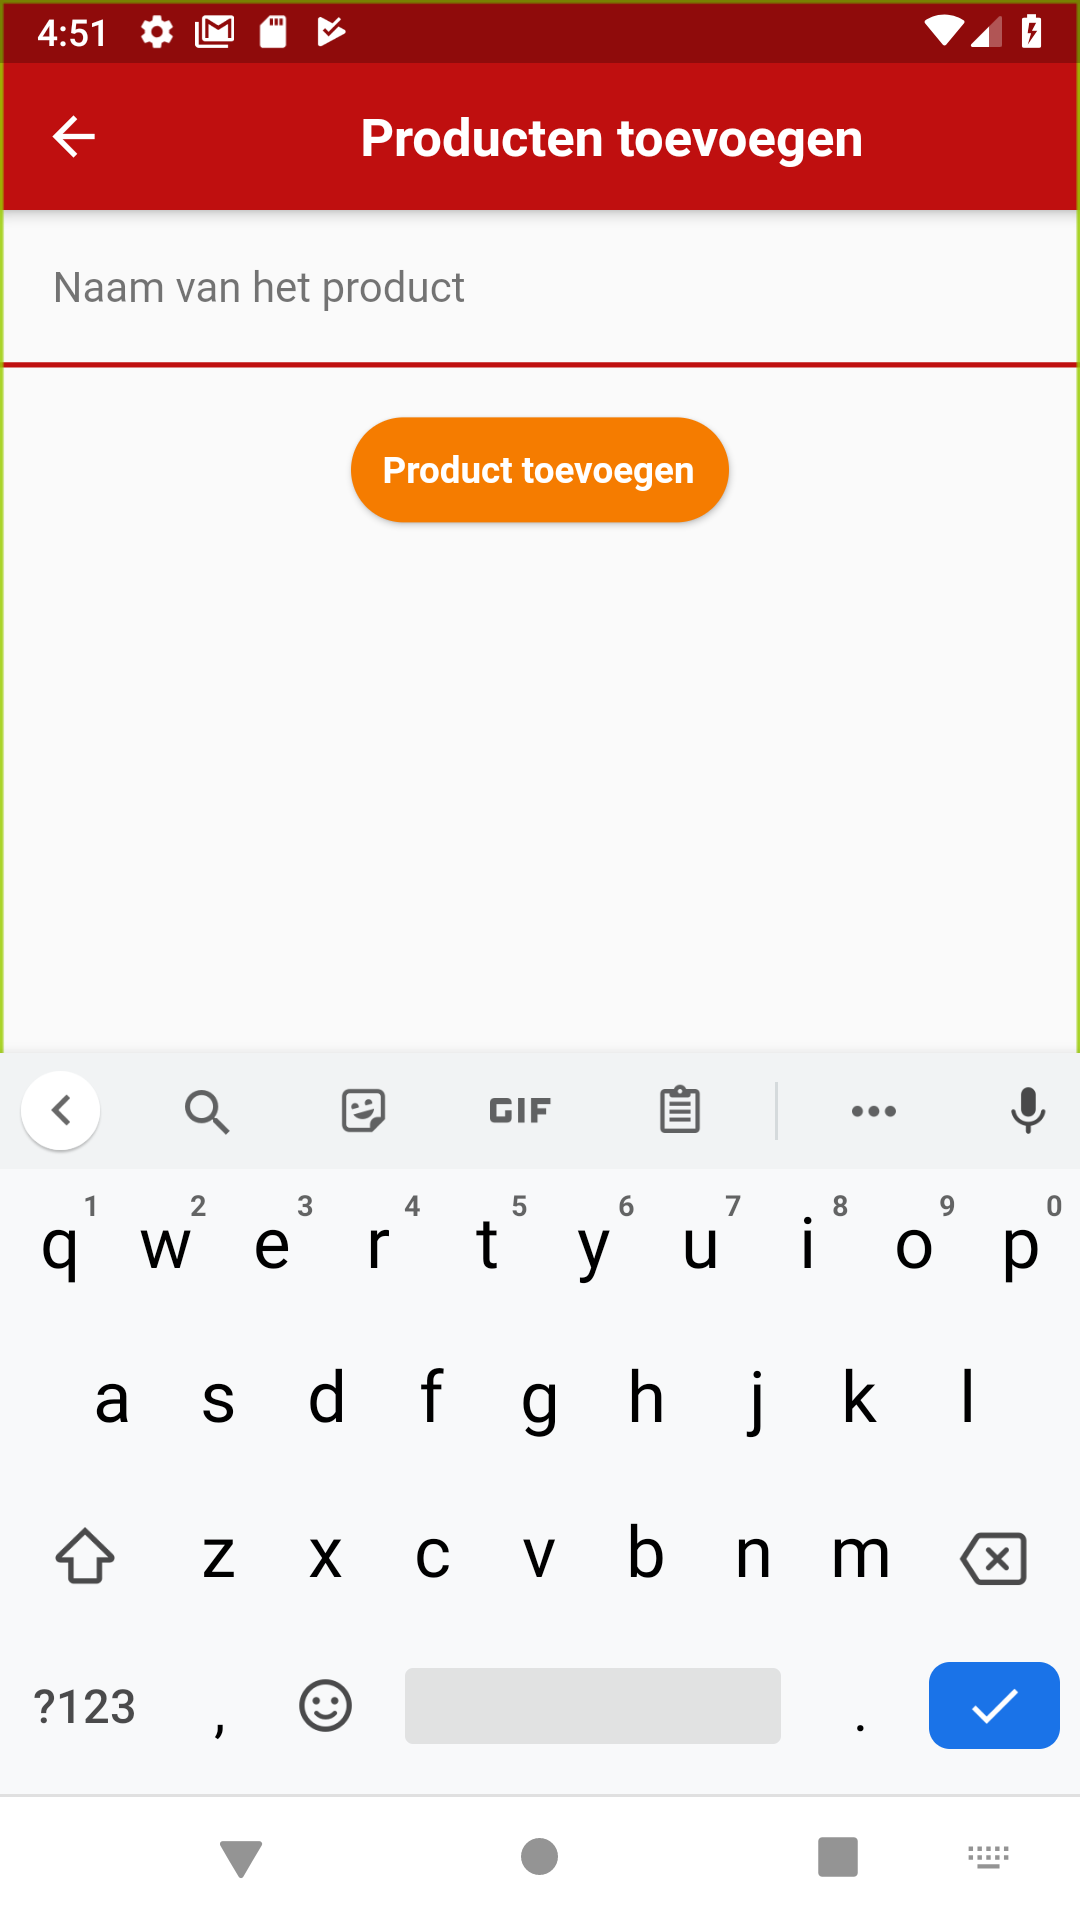 4:51
Producten toevoegen
Naam van het product
Product toevoegen
GIF
1 2 3 4 5 6 7 8 9 0
q w e r t y u i o p
a s d f g h j k l
z x c v b n m
?123 , .